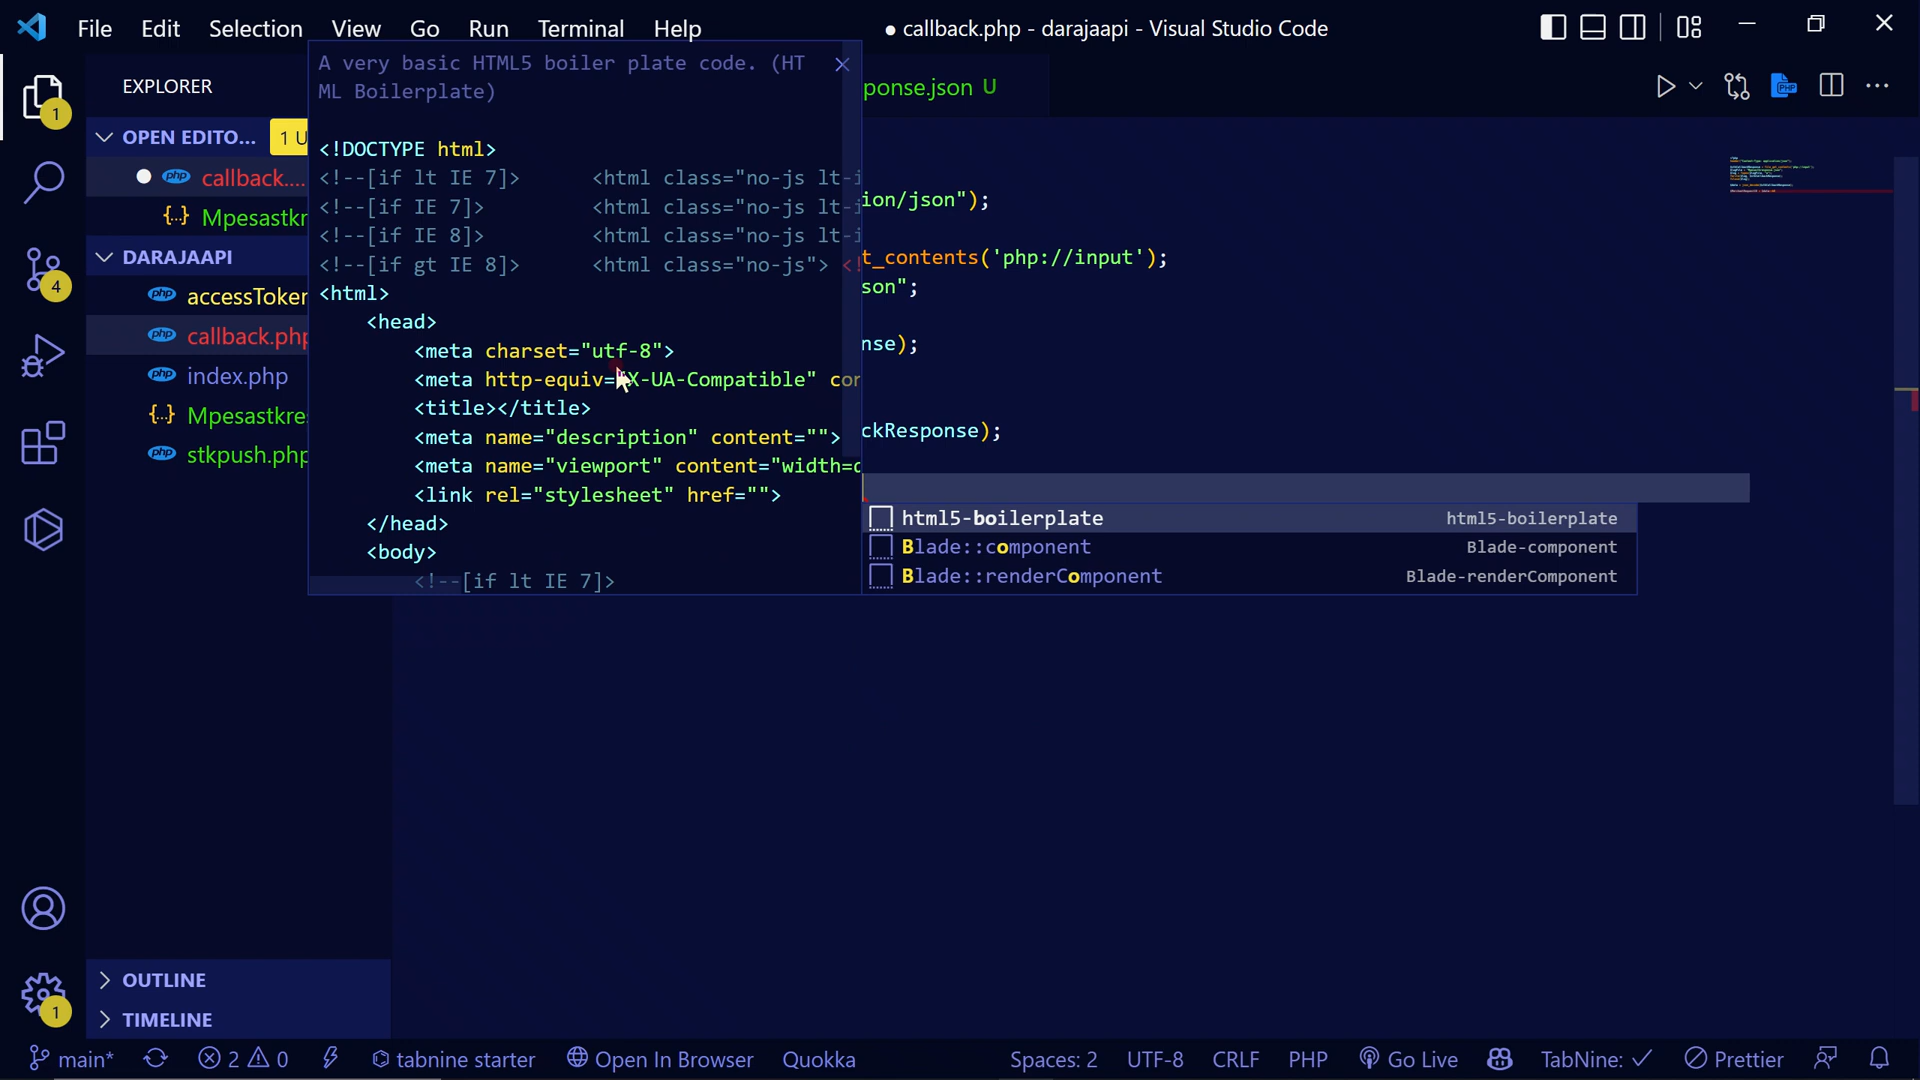 File Edit Selection View Go Run Terminal Help
● callback.php - darajaapi - Visual Studio Code
EXPLORER
OPEN EDITO... 1 U
callback....
Mpesastkr
DARAJAAPI
accessToken
callback.php
index.php
Mpesastkre
stkpush.php
OUTLINE
TIMELINE
1
4
1
A very basic HTML5 boiler plate code. (HT
ML Boilerplate)
<!DOCTYPE html>
<!--[if lt IE 7]> <html class="no-js lt-i
<!--[if IE 7]> <html class="no-js lt-i
<!--[if IE 8]> <html class="no-js lt-i
<!--[if gt IE 8]> <html class="no-js"> <!
<html>
<head>
<meta charset="utf-8">
<meta http-equiv="X-UA-Compatible" con
<title></title>
<meta name="description" content="">
<meta name="viewport" content="width=d
<link rel="stylesheet" href="">
</head>
<body>
<!--[if lt IE 7]>
ponse.json U
ion/json");
t_contents('php://input');
son";
nse);
ckResponse);
html5-boilerplate html5-boilerplate
Blade::component Blade-component
Blade::renderComponent Blade-renderComponent
main* 2 0 tabnine starter Open In Browser Quokka Spaces: 2 UTF-8 CRLF PHP Go Live TabNine: ✓ Prettier